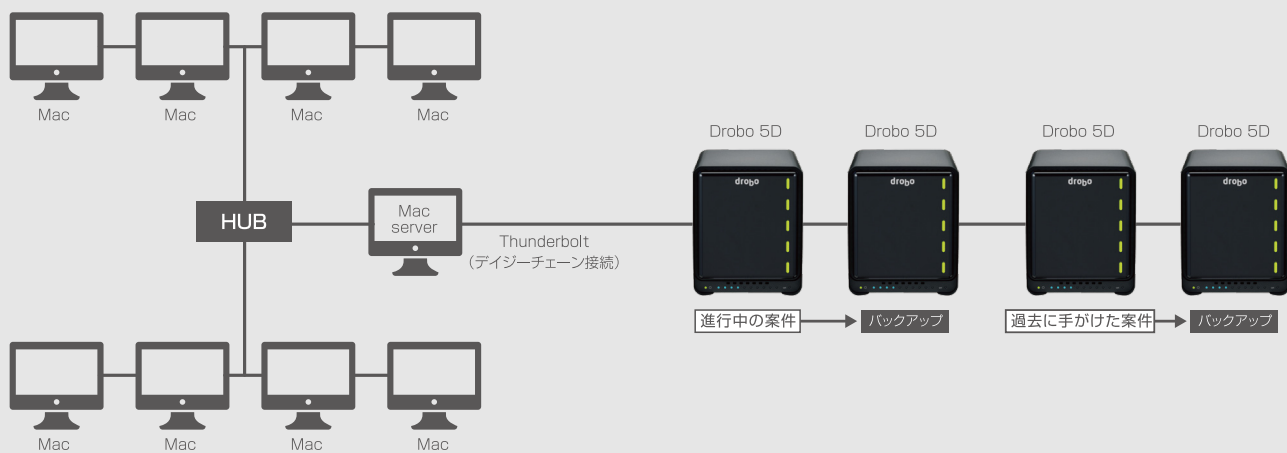 Mac
Mac
Mac
Mac
Drobo 5D
Drobo 5D
Drobo 5D
Drobo 5D
drobo
drobo
drobo
drobo
HUB
Mac
server
Thunderbolt
（デイジーチェーン接続）
進行中の案件
バックアップ
過去に手がけた案件
バックアップ
Mac
Mac
Mac
Mac